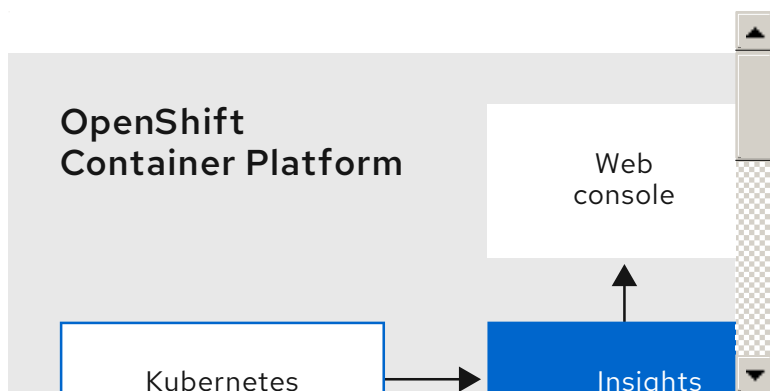 OpenShift
Container Platform
Web
console
Kubernetes
Insights